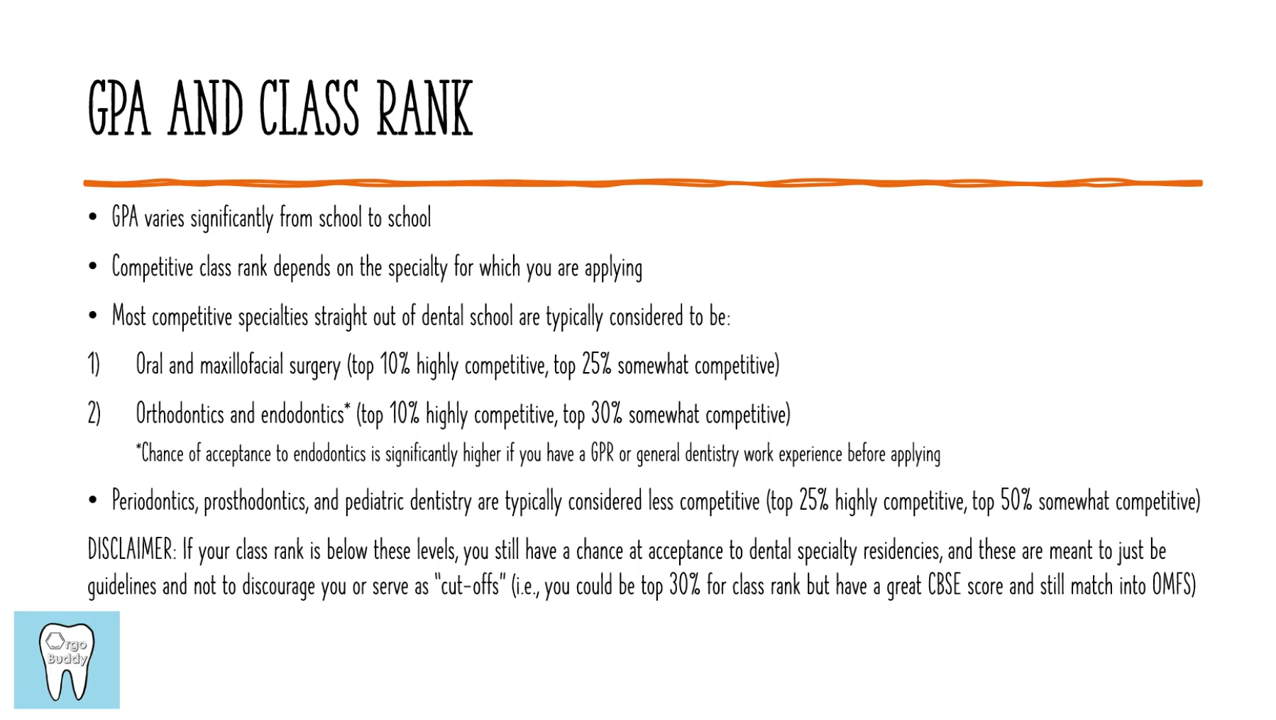 GPA AND CLASS RANK
• GPA varies significantly from school to school
• Competitive class rank depends on the specialty for which you are applying
• Most competitive specialties straight out of dental school are typically considered to be:
1) Oral and maxillofacial surgery (top 10% highly competitive, top 25% somewhat competitive)
2) Orthodontics and endodontics* (top 10% highly competitive, top 30% somewhat competitive)
*Chance of acceptance to endodontics is significantly higher if you have a GPR or general dentistry work experience before applying
• Periodontics, prosthodontics, and pediatric dentistry are typically considered less competitive (top 25% highly competitive, top 50% somewhat competitive)
DISCLAIMER: If your class rank is below these levels, you still have a chance at acceptance to dental specialty residencies, and these are meant to just be
guidelines and not to discourage you or serve as "cut-offs" (i.e., you could be top 30% for class rank but have a great CBSE score and still match into OMFS)
Orgo
Buddy